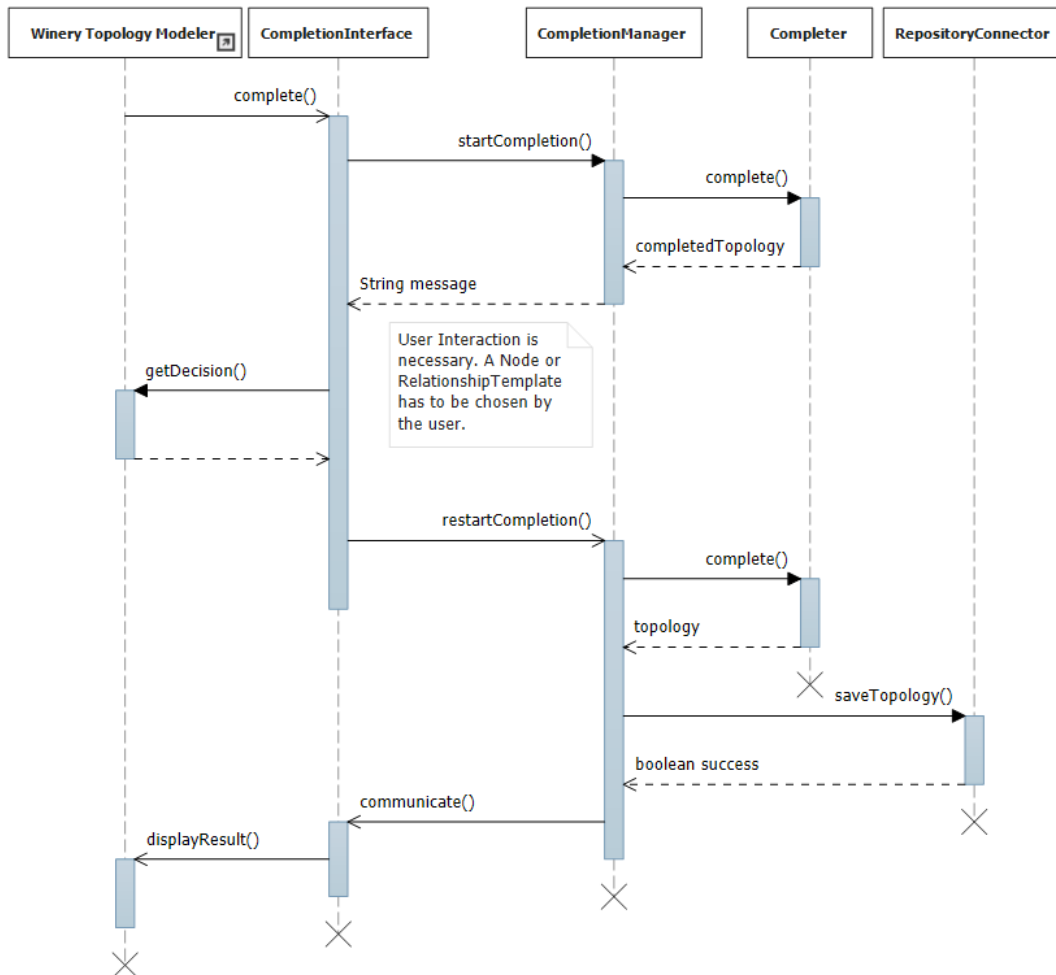 Winery Topology Modeler
CompletionInterface
CompletionManager
Completer
RepositoryConnector
complete()
startCompletion()
complete()
completedTopology
String message
User Interaction is
necessary. A Node or
RelationshipTemplate
has to be chosen by
the user.
getDecision()
restartCompletion()
complete()
topology
saveTopology()
boolean success
communicate()
displayResult()